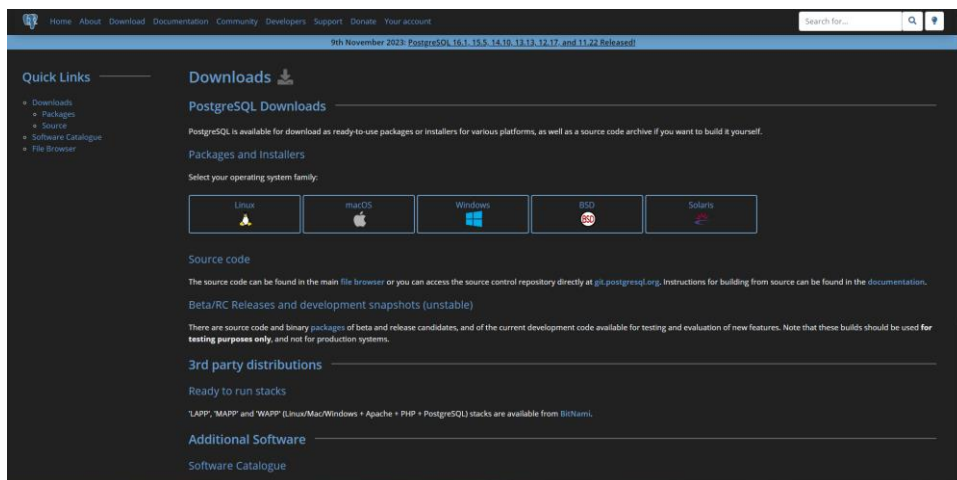 Home About Download Documentation Community Developers Support Donate Your account
Search for...
9th November 2023: PostgreSQL 16.1, 15.5, 14.10, 13.13, 12.17, and 11.22 Released!
Quick Links
Downloads
Packages
Source
Software Catalogue
File Browser
Downloads
PostgreSQL Downloads
PostgreSQL is available for download as ready-to-use packages or installers for various platforms, as well as a source code archive if you want to build it yourself.
Packages and Installers
Select your operating system family:
Linux
macOS
Windows
BSD
BSD
Solaris
Source code
The source code can be found in the main file browser or you can access the source control repository directly at git.postgresql.org. Instructions for building from source can be found in the documentation.
Beta/RC Releases and development snapshots (unstable)
There are source code and binary packages of beta and release candidates, and of the current development code available for testing and evaluation of new features. Note that these builds should be used for
testing purposes only, and not for production systems.
3rd party distributions
Ready to run stacks
'LAPP', 'MAPP' and 'WAPP' (Linux/Mac/Windows + Apache + PHP + PostgreSQL) stacks are available from BitNami.
Additional Software
Software Catalogue